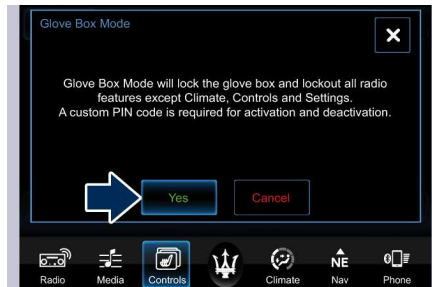 Glove Box Mode
Glove Box Mode will lock the glove box and lockout all radio
features except Climate, Controls and Settings.
A custom PIN code is required for activation and deactivation.
Yes
Cancel
NE
Radio
Media
Controls
Climate
Nav
Phone